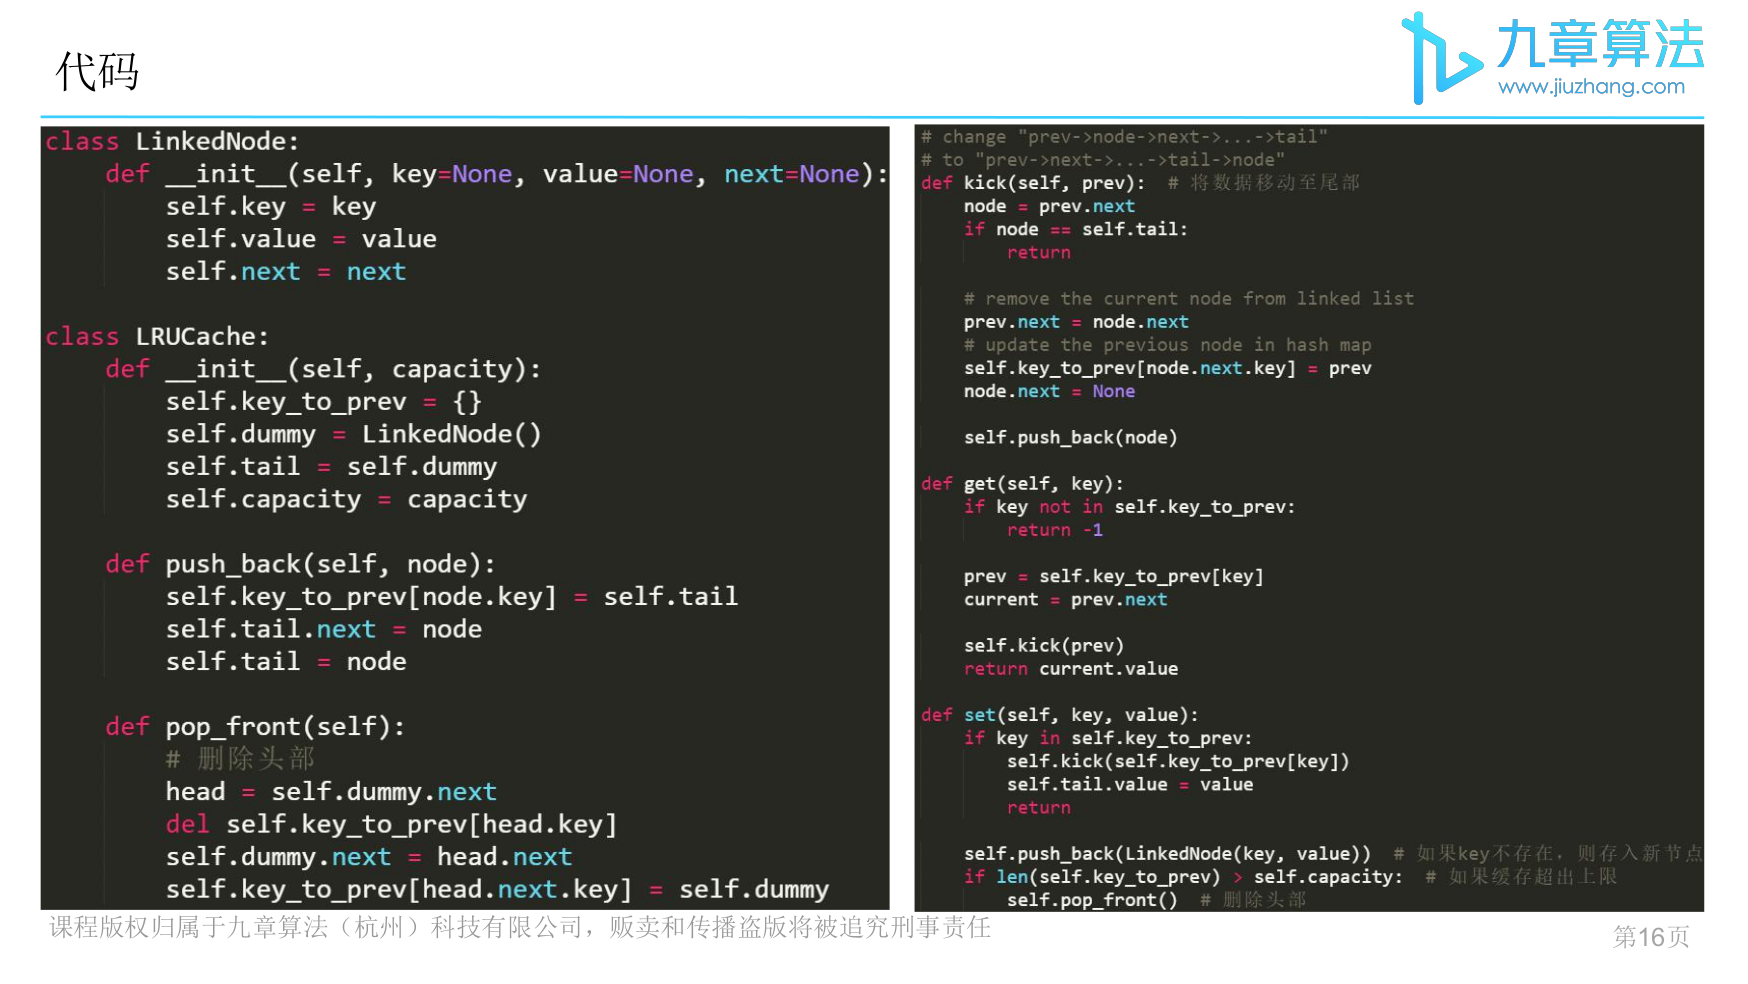 代码
九章算法
www.jiuzhang.com
class LinkedNode:
    def __init__(self, key=None, value=None, next=None):
        self.key = key
        self.value = value
        self.next = next

class LRUCache:
    def __init__(self, capacity):
        self.key_to_prev = {}
        self.dummy = LinkedNode()
        self.tail = self.dummy
        self.capacity = capacity

    def push_back(self, node):
        self.key_to_prev[node.key] = self.tail
        self.tail.next = node
        self.tail = node

    def pop_front(self):
        # 删除头部
        head = self.dummy.next
        del self.key_to_prev[head.key]
        self.dummy.next = head.next
        self.key_to_prev[head.next.key] = self.dummy
# change "prev->node->next->...->tail"
# to "prev->next->...->tail->node"
def kick(self, prev):  # 将数据移动至尾部
    node = prev.next
    if node == self.tail:
        return

    # remove the current node from linked list
    prev.next = node.next
    # update the previous node in hash map
    self.key_to_prev[node.next.key] = prev
    node.next = None

    self.push_back(node)

def get(self, key):
    if key not in self.key_to_prev:
        return -1

    prev = self.key_to_prev[key]
    current = prev.next

    self.kick(prev)
    return current.value

def set(self, key, value):
    if key in self.key_to_prev:
        self.kick(self.key_to_prev[key])
        self.tail.value = value
        return

    self.push_back(LinkedNode(key, value))  # 如果key不存在，则存入新节点
    if len(self.key_to_prev) > self.capacity:  # 如果缓存超出上限
        self.pop_front()  # 删除头部
课程版权归属于九章算法（杭州）科技有限公司，贩卖和传播盗版将被追究刑事责任
第16页